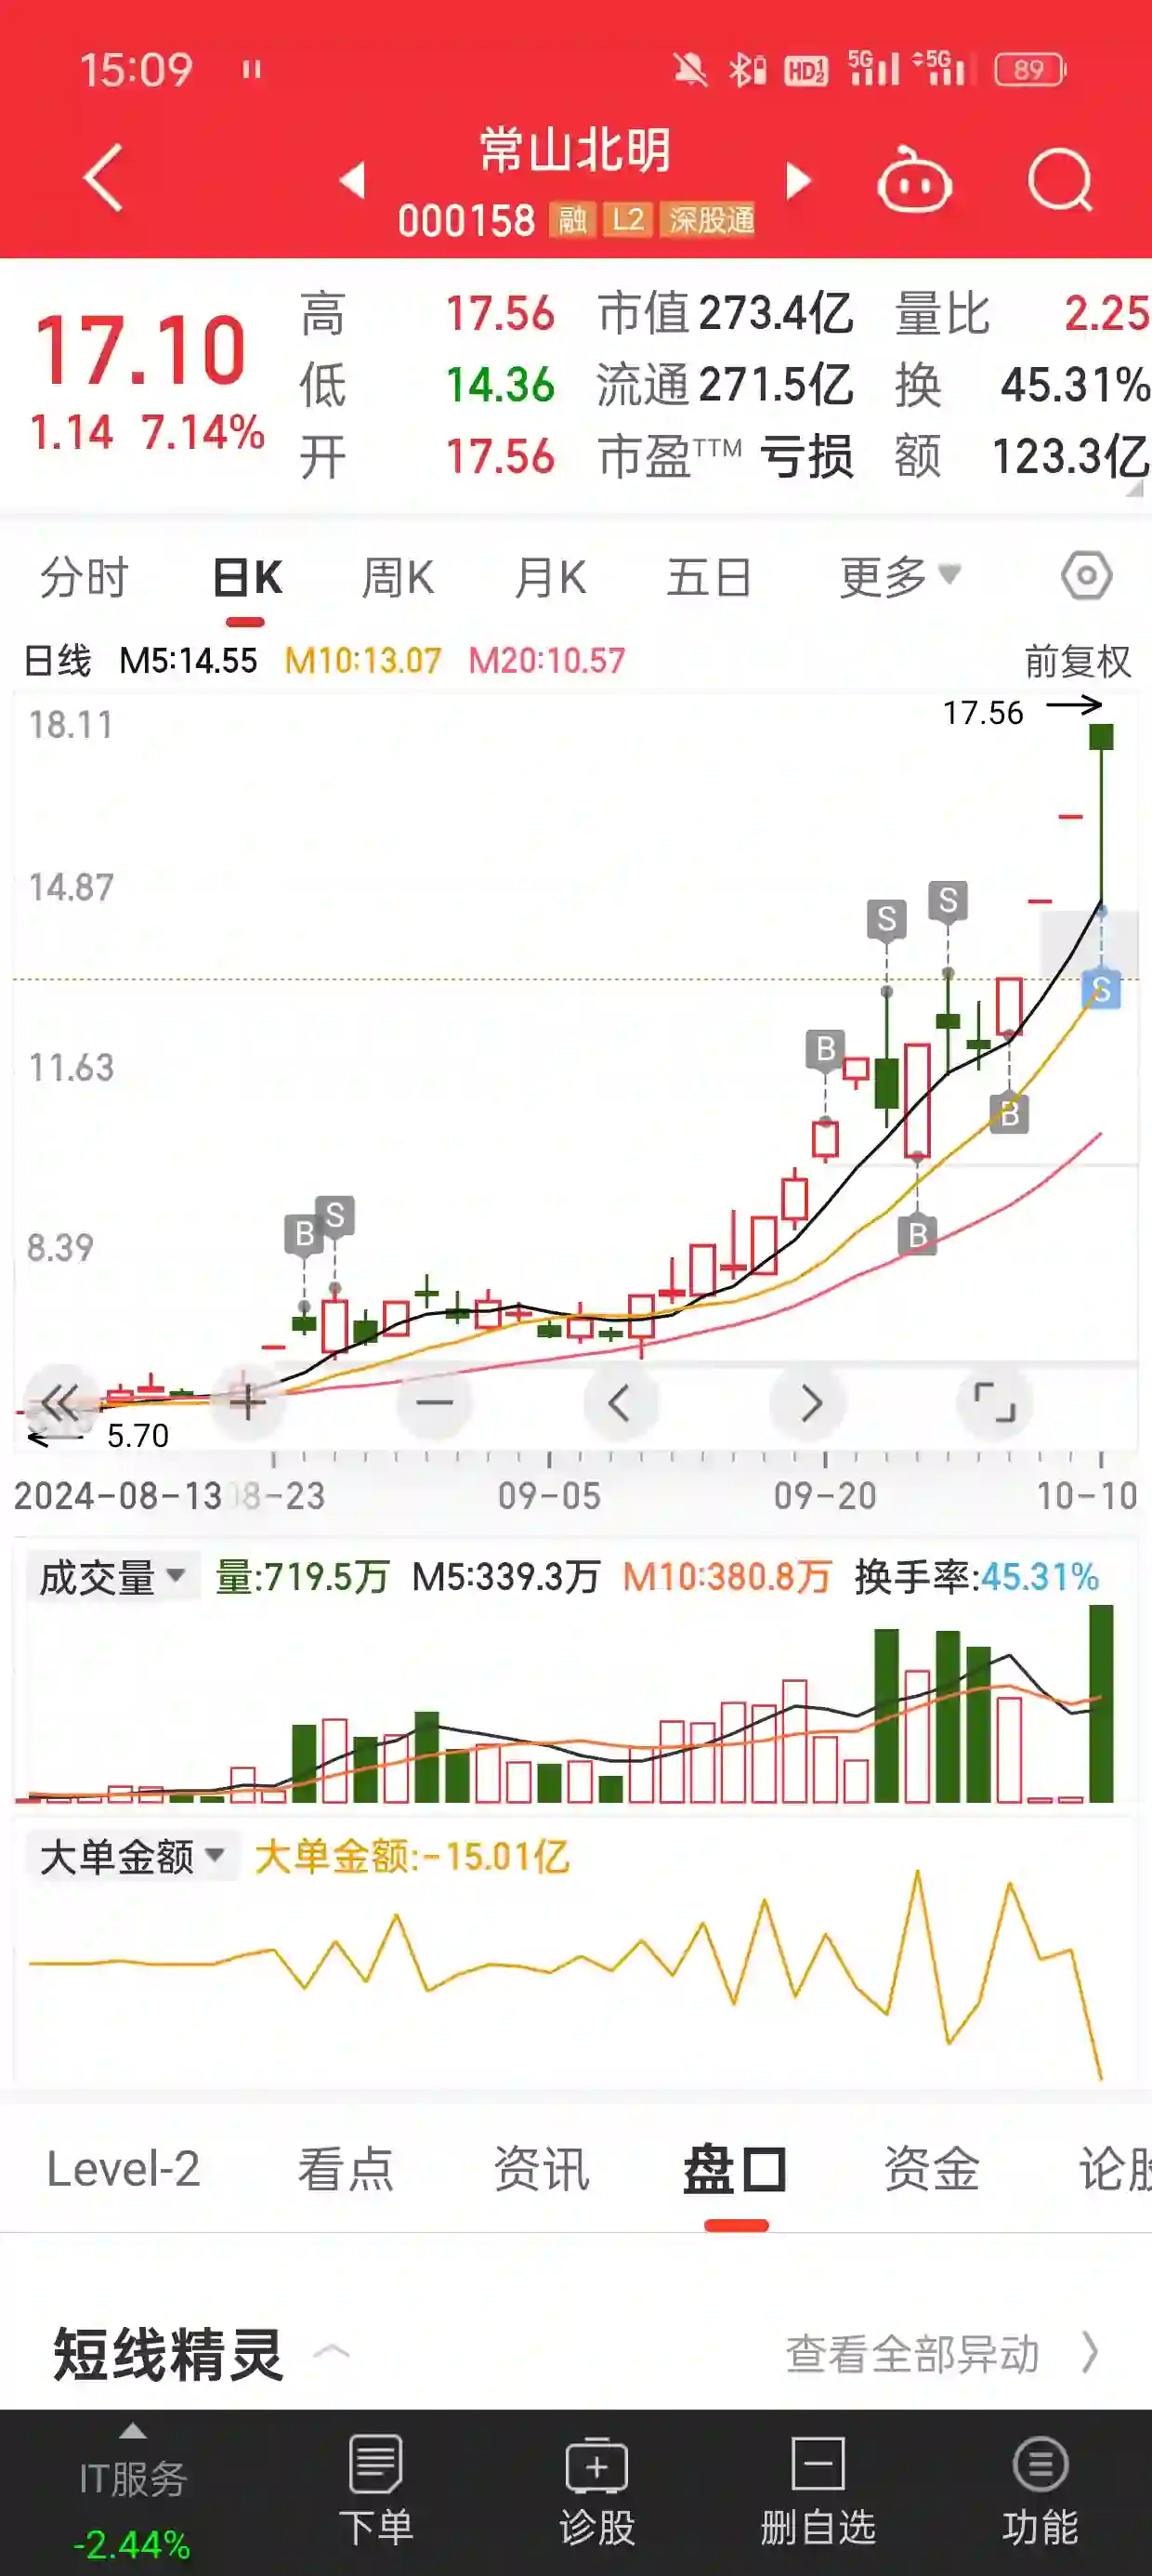 15:09 HD 1 2 5G 5G 89
常山北明
000158 融 L2 深股通
17.10
1.14 7.14%
高 17.56 市值 273.4亿 量比 2.25
低 14.36 流通 271.5亿 换 45.31%
开 17.56 市盈TTM 亏损 额 123.3亿
分时 日K 周K 月K 五日 更多
日线 M5:14.55 M10:13.07 M20:10.57 前复权
18.11
17.56
14.87
S
S
S
11.63
B
B
8.39
B
S
B
5.70
2024-08-13 8-23 09-05 09-20 10-10
成交量 量:719.5万 M5:339.3万 M10:380.8万 换手率:45.31%
大单金额 大单金额:-15.01亿
Level-2 看点 资讯 盘口 资金 论股
短线精灵 查看全部异动
IT服务
-2.44%
下单 诊股 删自选 功能